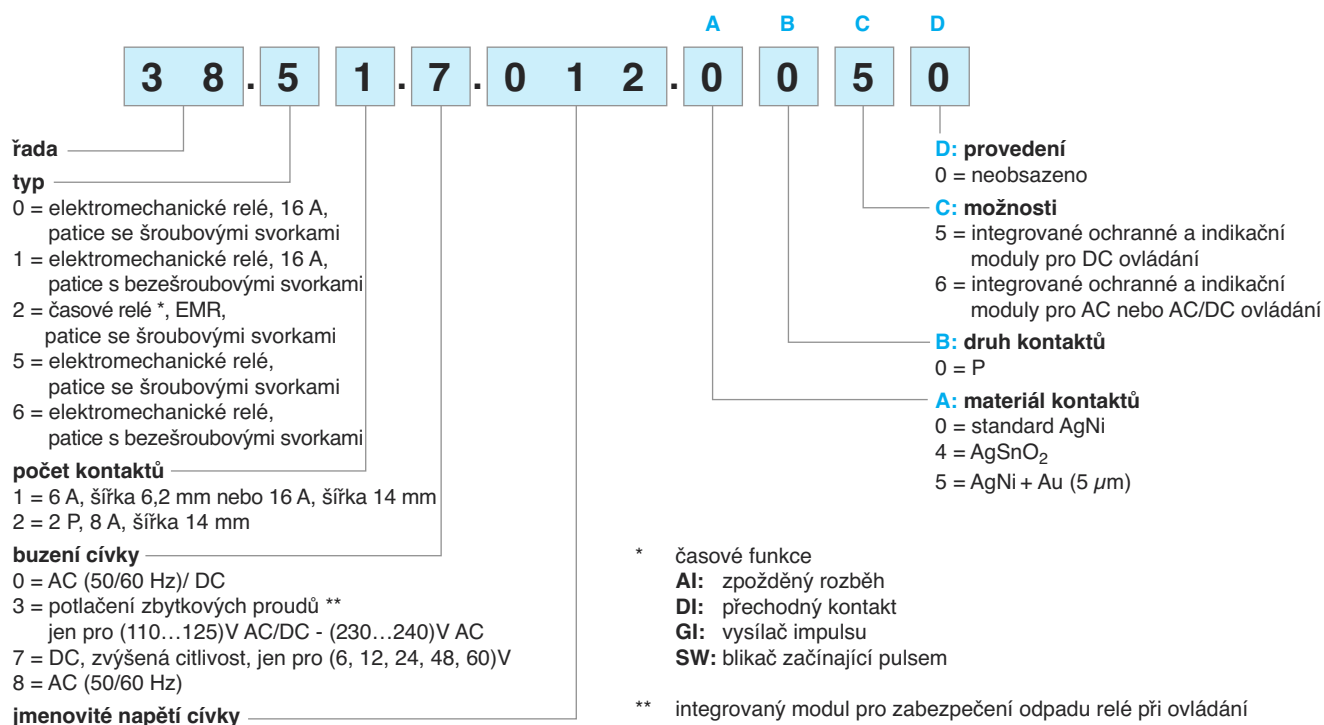 A B C D
3 8 . 5 1 . 7 . 0 1 2 . 0 0 5 0
řada
typ
0 = elektromechanické relé, 16 A,
patice se šroubovými svorkami
1 = elektromechanické relé, 16 A,
patice s bezešroubovými svorkami
2 = časové relé *, EMR,
patice se šroubovými svorkami
5 = elektromechanické relé,
patice se šroubovými svorkami
6 = elektromechanické relé,
patice s bezešroubovými svorkami
počet kontaktů
1 = 6 A, šířka 6,2 mm nebo 16 A, šířka 14 mm
2 = 2 P, 8 A, šířka 14 mm
buzení cívky
0 = AC (50/60 Hz)/ DC
3 = potlačení zbytkových proudů **
jen pro (110…125)V AC/DC - (230…240)V AC
7 = DC, zvýšená citlivost, jen pro (6, 12, 24, 48, 60)V
8 = AC (50/60 Hz)
jmenovité napětí cívky
D: provedení
0 = neobsazeno
C: možnosti
5 = integrované ochranné a indikační
moduly pro DC ovládání
6 = integrované ochranné a indikační
moduly pro AC nebo AC/DC ovládání
B: druh kontaktů
0 = P
A: materiál kontaktů
0 = standard AgNi
4 = AgSnO₂
5 = AgNi + Au (5 µm)
* časové funkce
AI: zpožděný rozběh
DI: přechodný kontakt
GI: vysílač impulsu
SW: blikač začínající pulsem
** integrovaný modul pro zabezpečení odpadu relé při ovládání